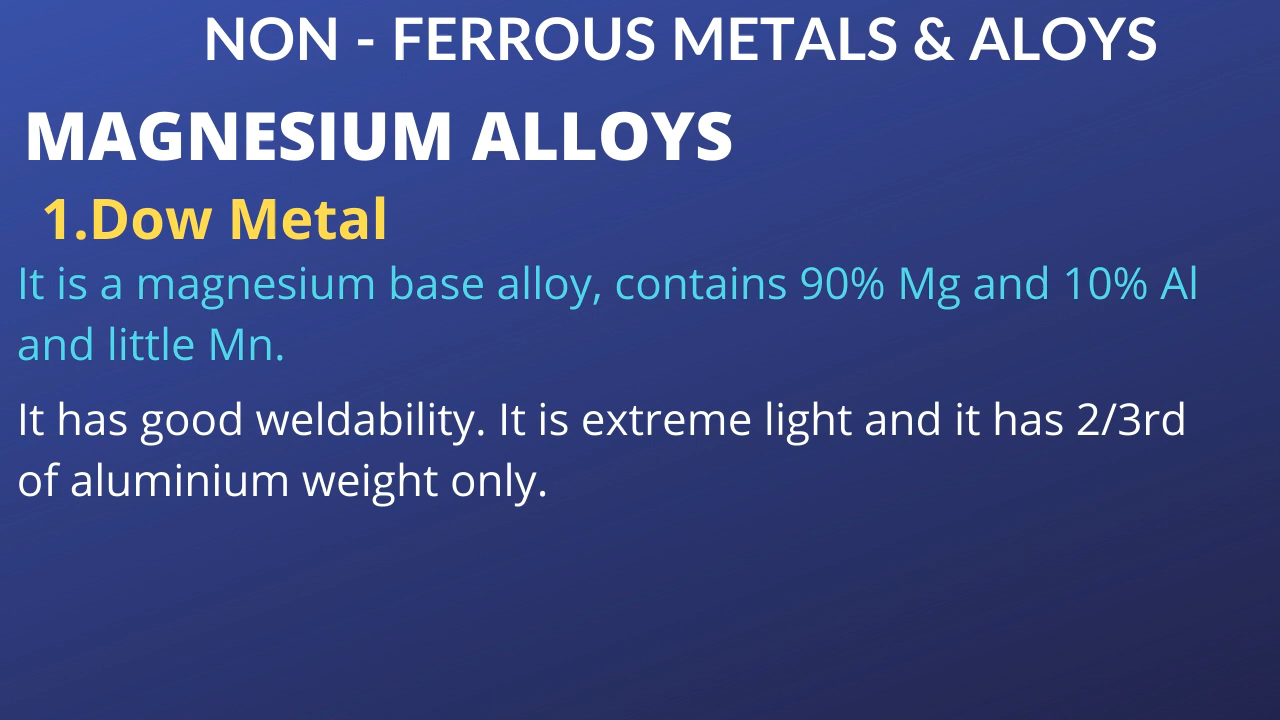 NON - FERROUS METALS & ALOYS
MAGNESIUM ALLOYS
1.Dow Metal
It is a magnesium base alloy, contains 90% Mg and 10% Al
and little Mn.
It has good weldability. It is extreme light and it has 2/3rd
of aluminium weight only.